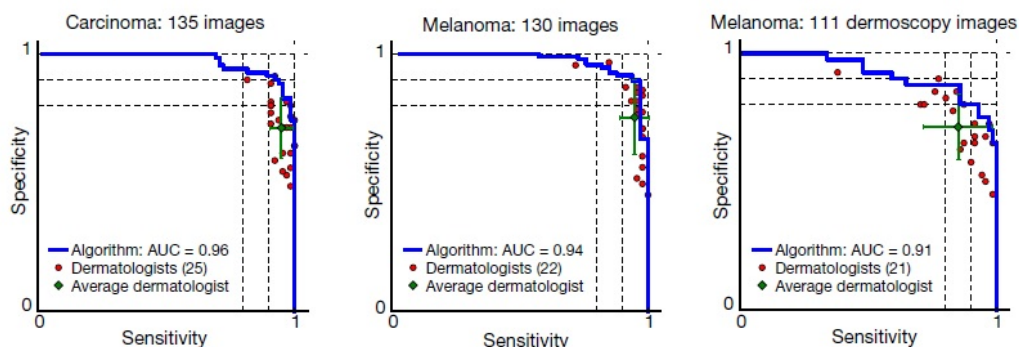 Carcinoma: 135 images
1
Specificity
Algorithm: AUC = 0.96
Dermatologists (25)
Average dermatologist
0
0
1
Sensitivity
Melanoma: 130 images
1
Specificity
Algorithm: AUC = 0.94
Dermatologists (22)
Average dermatologist
0
0
1
Sensitivity
Melanoma: 111 dermoscopy images
1
Specificity
Algorithm: AUC = 0.91
Dermatologists (21)
Average dermatologist
0
0
1
Sensitivity